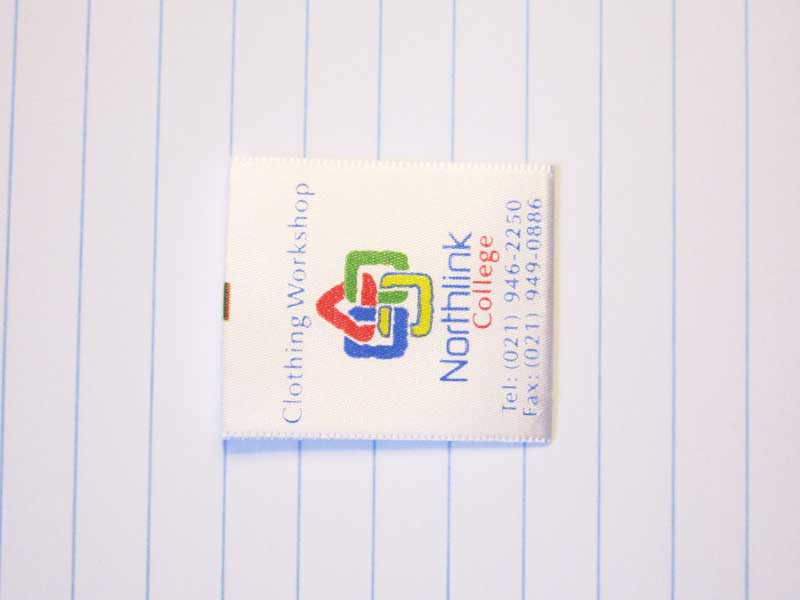 Clothing Workshop
Northlink
College
Tel: (021) 946-2250
Fax: (021) 949-0886